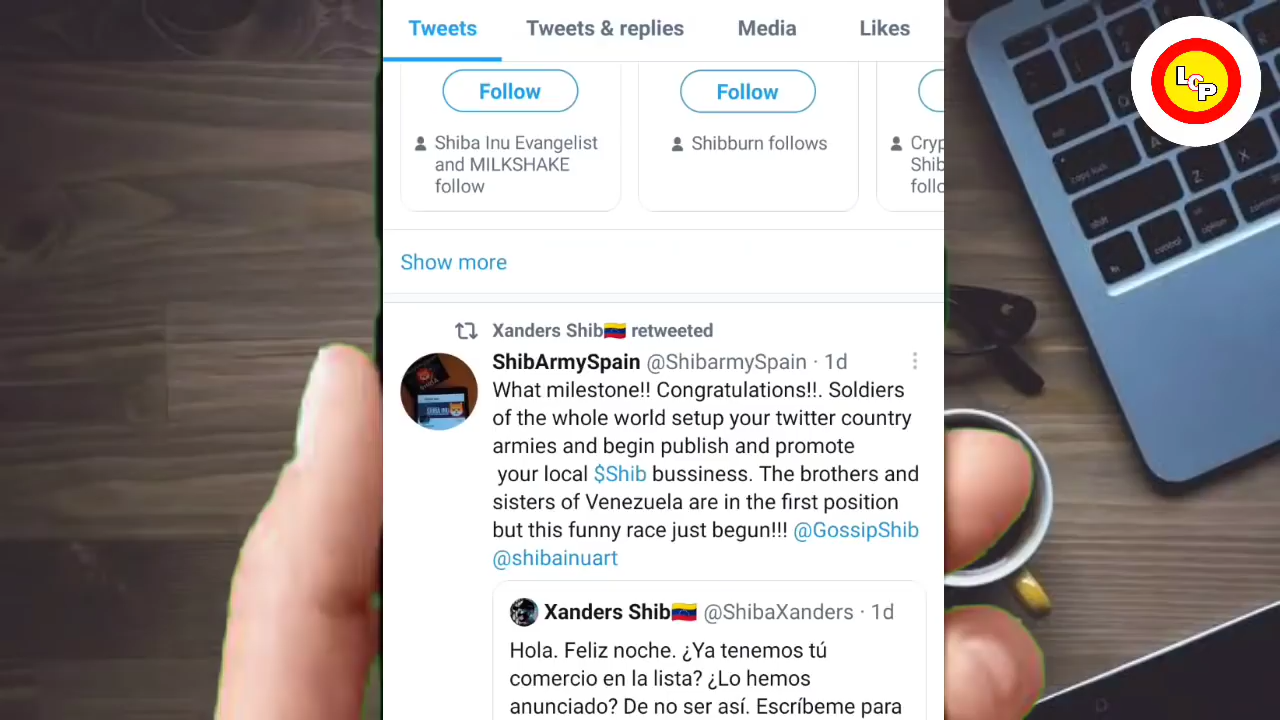 Tweets Tweets & replies Media Likes
Follow Follow
Shiba Inu Evangelist
and MILKSHAKE
follow
Shibburn follows
Show more
Xanders Shib🇻🇪 retweeted
ShibArmySpain @ShibarmySpain · 1d
What milestone!! Congratulations!!. Soldiers
of the whole world setup your twitter country
armies and begin publish and promote
your local $Shib bussiness. The brothers and
sisters of Venezuela are in the first position
but this funny race just begun!!! @GossipShib
@shibainuart
Xanders Shib🇻🇪 @ShibaXanders · 1d
Hola. Feliz noche. ¿Ya tenemos tú
comercio en la lista? ¿Lo hemos
anunciado? De no ser así. Escríbeme para
LCP